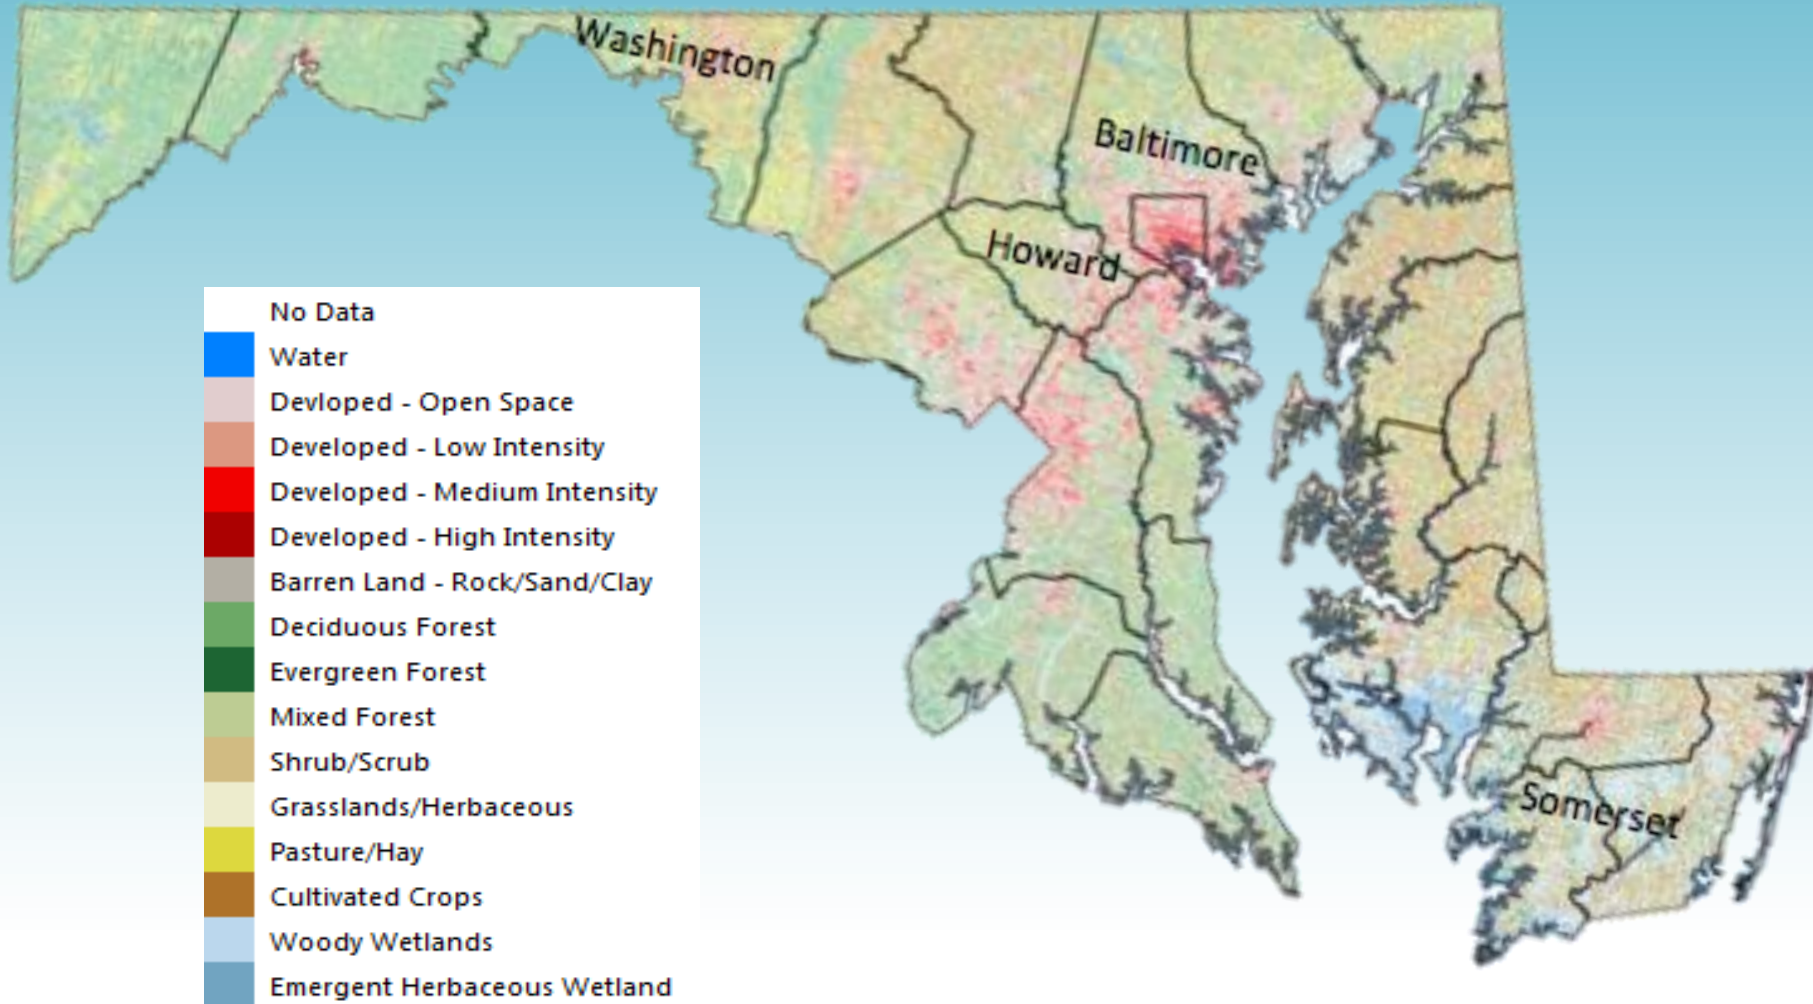 Washington
Baltimore
Howard
Somerset
No Data
Water
Devloped - Open Space
Developed - Low Intensity
Developed - Medium Intensity
Developed - High Intensity
Barren Land - Rock/Sand/Clay
Deciduous Forest
Evergreen Forest
Mixed Forest
Shrub/Scrub
Grasslands/Herbaceous
Pasture/Hay
Cultivated Crops
Woody Wetlands
Emergent Herbaceous Wetland